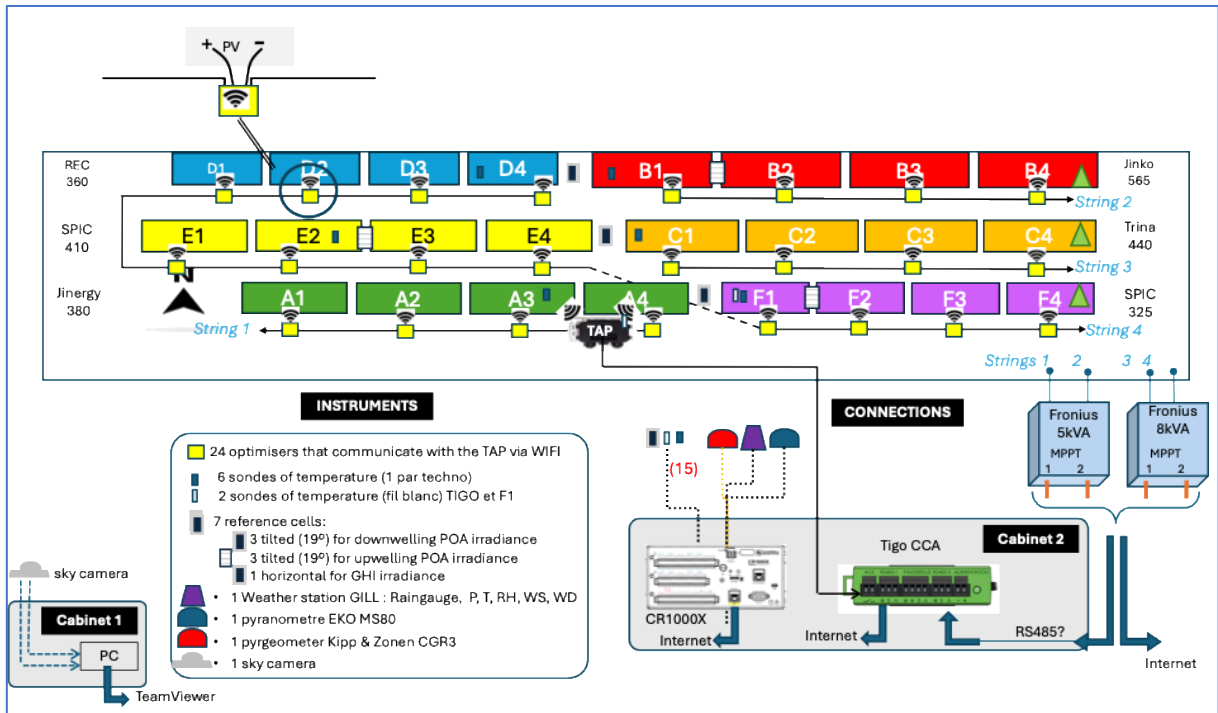 + PV -
REC
360
D1
D2
D3
D4
B1
B2
B3
B4
Jinko
565
String 2
SPIC
410
E1
E2
E3
E4
C1
C2
C3
C4
Trina
440
String 3
N
Jinergy
380
A1
A2
A3
A4
F1
F2
F3
F4
SPIC
325
String 1
TAP
String 4
Strings 1 2 3 4
INSTRUMENTS
CONNECTIONS
24 optimisers that communicate with the TAP via WIFI
6 sondes de temperature (1 par techno)
2 sondes de temperature (fil blanc) TIGO et F1
7 reference cells:
3 tilted (19º) for downwelling POA irradiance
3 tilted (19º) for upwelling POA irradiance
1 horizontal for GHI irradiance
• 1 Weather station GILL : Raingauge, P, T, RH, WS, WD
• 1 pyranometre EKO MS80
• 1 pyrgeometer Kipp & Zonen CGR3
• 1 sky camera
sky camera
Cabinet 1
PC
TeamViewer
(15)
Fronius
5kVA
MPPT
1 2
Fronius
8kVA
MPPT
1 2
Cabinet 2
Tigo CCA
CR1000X
Internet
Internet
RS485?
Internet